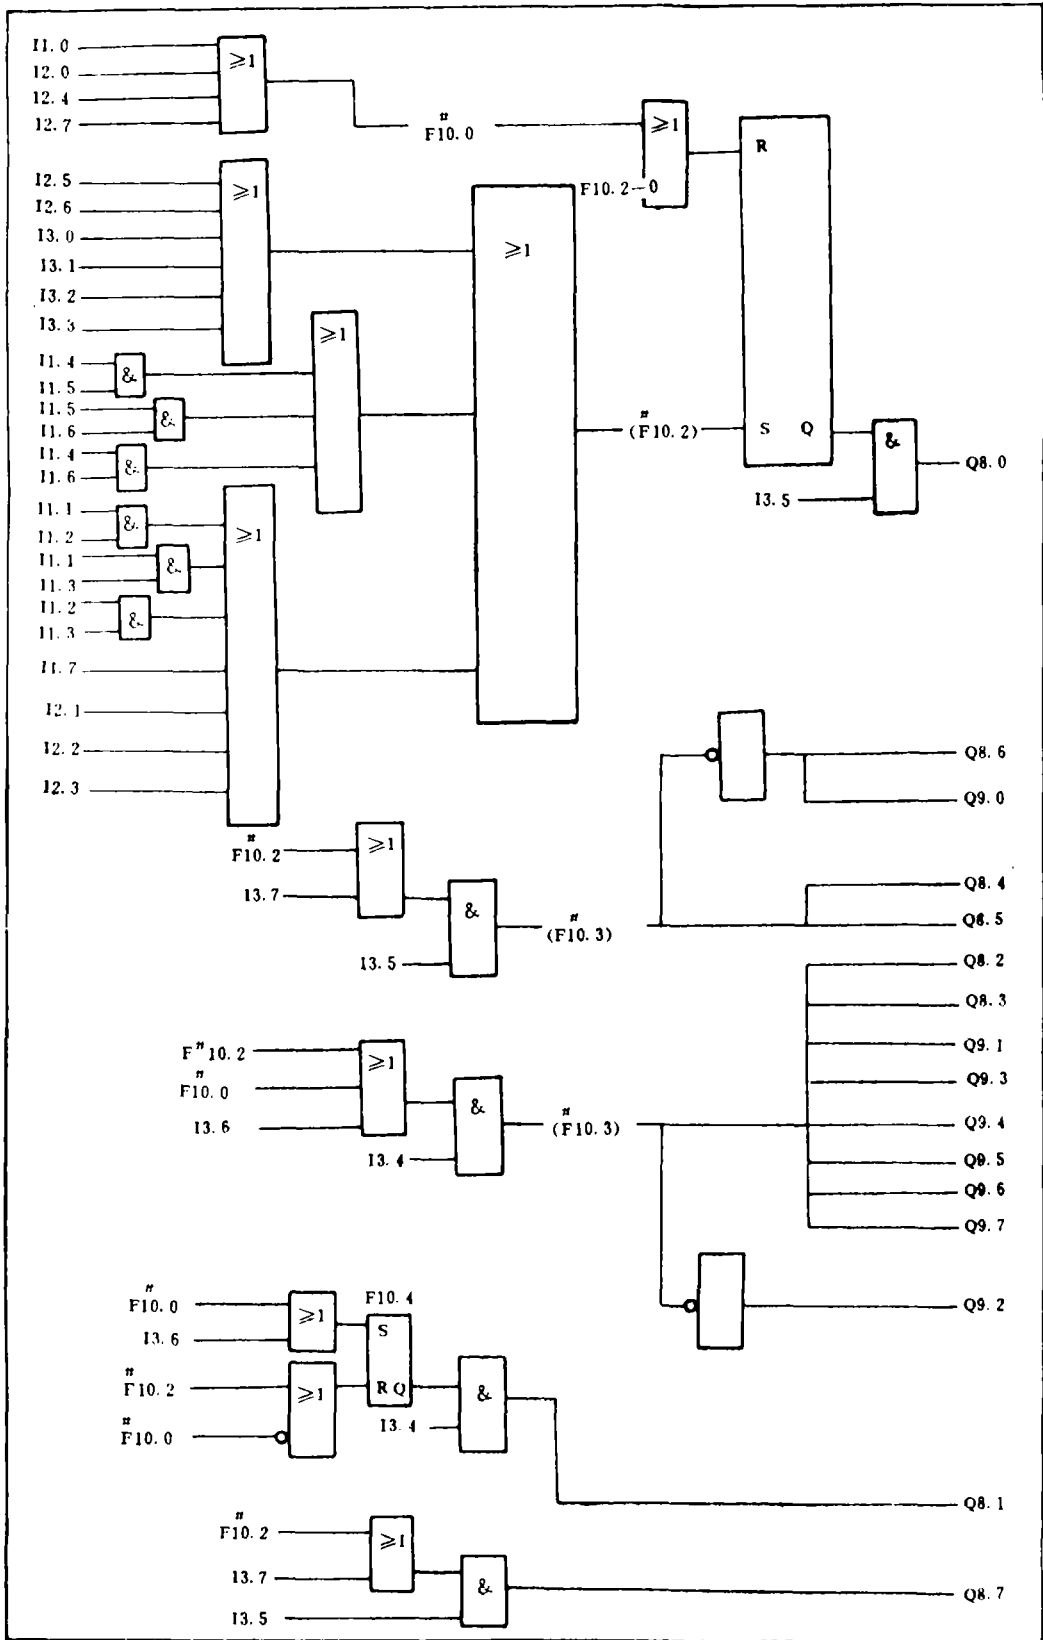 I1.0
I2.0
I2.4
I2.7
≥1
#
F10.0
≥1
R
I2.5
I2.6
I3.0
I3.1
I3.2
I3.3
≥1
F10.2-0
≥1
I1.4
I1.5
&
I1.5
I1.6
&
I1.4
I1.6
&
≥1
#
(F10.2)
S Q
&
Q8.0
I3.5
I1.1
I1.2
&
I1.1
I1.3
&
I1.2
I1.3
&
≥1
I1.7
I2.1
I2.2
I2.3
Q8.6
Q9.0
#
F10.2
≥1
I3.7
&
I3.5
#
(F10.3)
Q8.4
Q8.5
Q8.2
Q8.3
Q9.1
Q9.3
Q9.4
Q9.5
Q9.6
Q9.7
F#10.2
#
F10.0
≥1
I3.6
&
I3.4
#
(F10.3)
Q9.2
#
F10.0
≥1
I3.6
F10.4
S
R Q
#
F10.2
≥1
#
F10.0
&
I3.4
Q8.1
#
F10.2
≥1
I3.7
&
I3.5
Q8.7